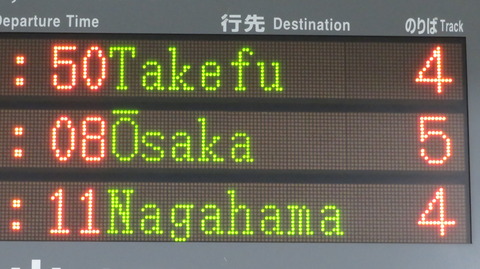 Departure Time 行先 Destination のりば Track
:50 Takefu 4
:08 Ōsaka 5
:11 Nagahama 4